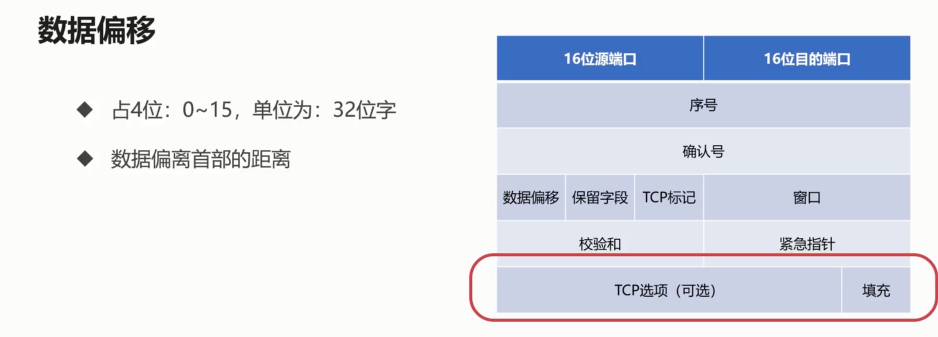 数据偏移
◆ 占4位：0~15，单位为：32位字
◆ 数据偏离首部的距离
16位源端口 16位目的端口
序号
确认号
数据偏移 保留字段 TCP标记 窗口
校验和 紧急指针
TCP选项（可选） 填充